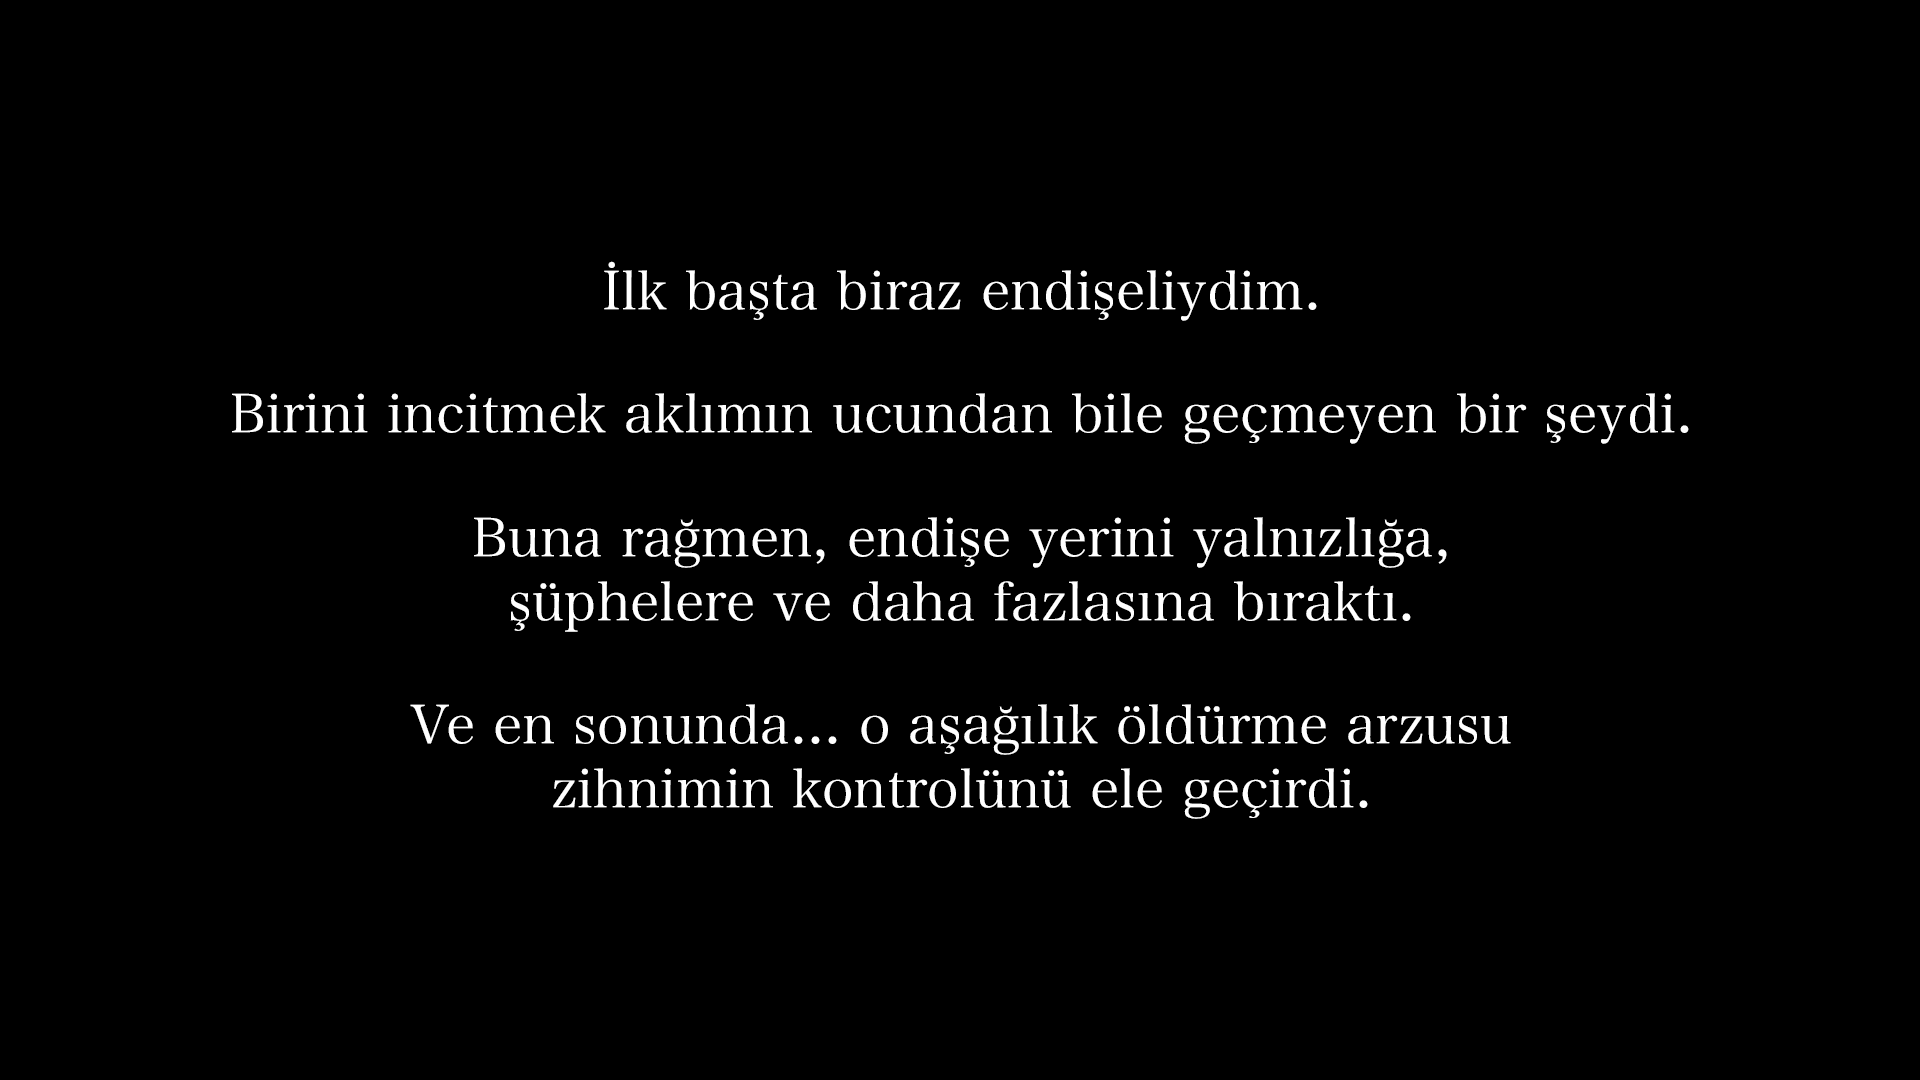 İlk başta biraz endişeliydim.
Birini incitmek aklımın ucundan bile geçmeyen bir şeydi.
Buna rağmen, endişe yerini yalnızlığa,
şüphelere ve daha fazlasına bıraktı.
Ve en sonunda... o aşağılık öldürme arzusu
zihnimin kontrolünü ele geçirdi.